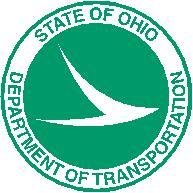 STATE OF OHIO
DEPARTMENT OF TRANSPORTATION